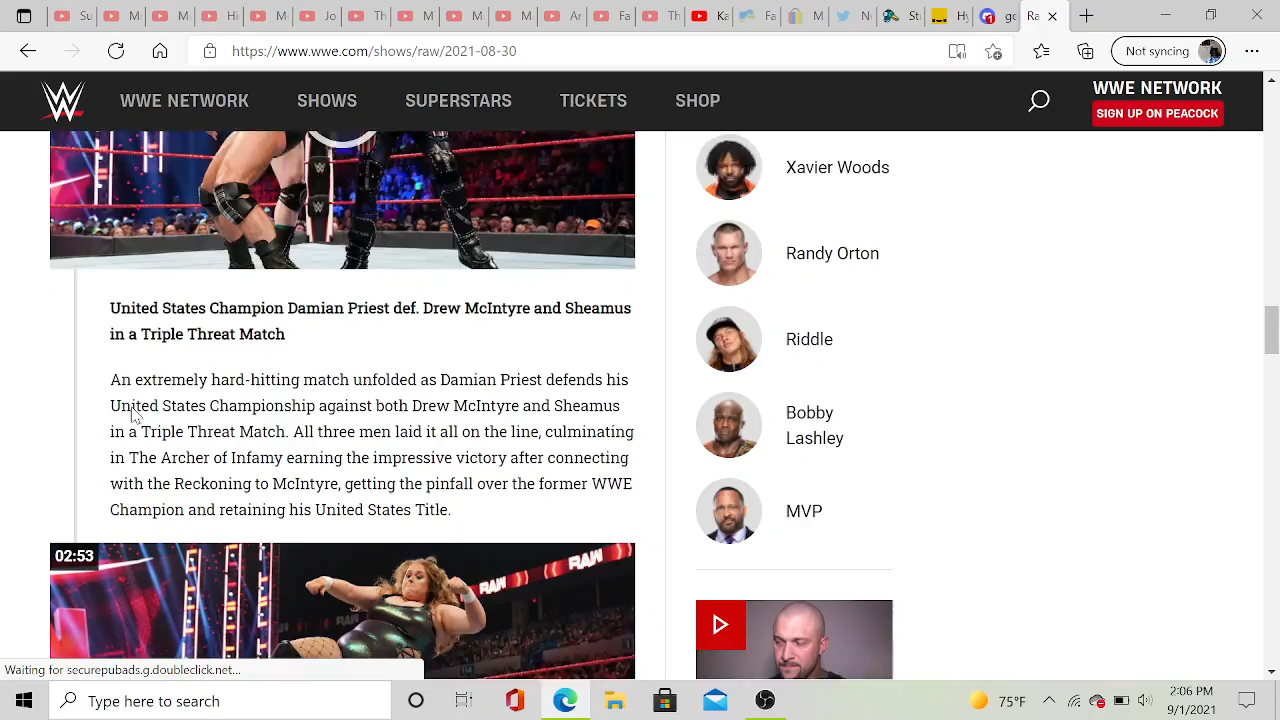 Su
M
Ra
Not syncing
https://www.wwe.com/shows/raw/2021-08-30
WWE NETWORK
SHOWS
SUPERSTARS
TICKETS
SHOP
WWE NETWORK
SIGN UP ON PEACOCK
Xavier Woods
Randy Orton
Riddle
Bobby
Lashley
MVP
United States Champion Damian Priest def. Drew McIntyre and Sheamus
in a Triple Threat Match
An extremely hard-hitting match unfolded as Damian Priest defends his
United States Championship against both Drew McIntyre and Sheamus
in a Triple Threat Match. All three men laid it all on the line, culminating
in The Archer of Infamy earning the impressive victory after connecting
with the Reckoning to McIntyre, getting the pinfall over the former WWE
Champion and retaining his United States Title.
02:53
RAW
RAW
Waiting for securepubads.g.doubleclick.net...
Type here to search
75°F
2:06 PM
9/1/2021